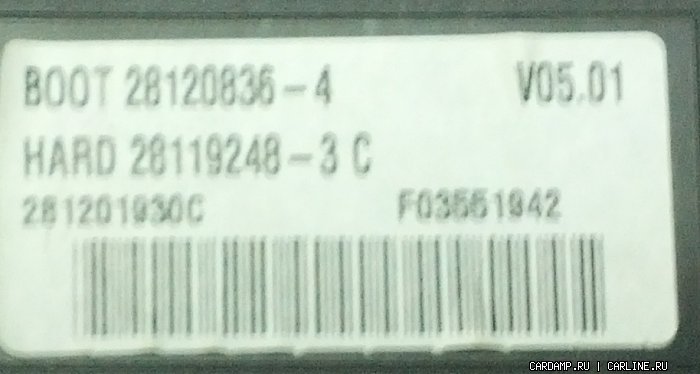 BOOT 28120836-4 V05.01
HARD 28119248-3 C
281201930C F03551942
CARDAMP.RU | CARLINE.RU